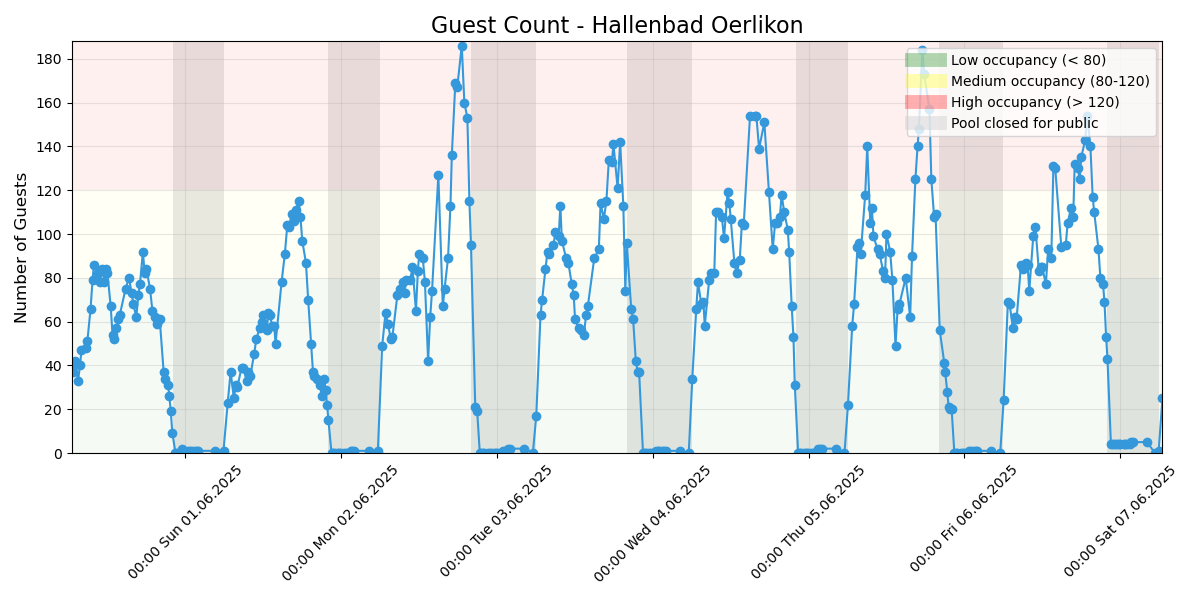 Guest Count - Hallenbad Oerlikon
Number of Guests
180
160
140
120
100
80
60
40
20
0
Low occupancy (< 80)
Medium occupancy (80-120)
High occupancy (> 120)
Pool closed for public
00:00 Sun 01.06.2025
00:00 Mon 02.06.2025
00:00 Tue 03.06.2025
00:00 Wed 04.06.2025
00:00 Thu 05.06.2025
00:00 Fri 06.06.2025
00:00 Sat 07.06.2025